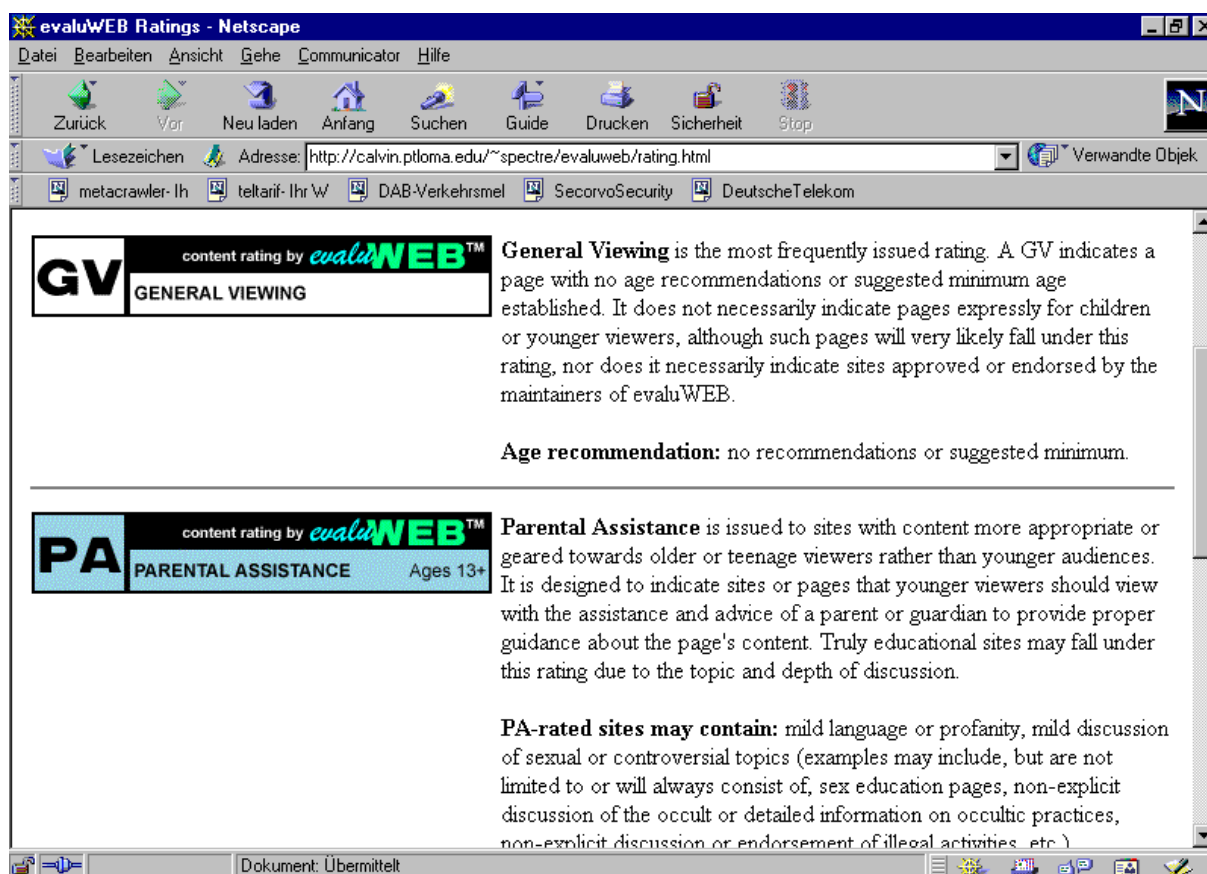 evaluWEB Ratings - Netscape
Datei Bearbeiten Ansicht Gehe Communicator Hilfe
Zurück Vor Neu laden Anfang Suchen Guide Drucken Sicherheit Stop
N
Lesezeichen Adresse: http://calvin.ptloma.edu/~spectre/evaluweb/rating.html Verwandte Objek
metacrawler- Ih teltarif- Ihr W DAB-Verkehrsmel SecorvoSecurity DeutscheTelekom
GV content rating by evaluWEB™
GENERAL VIEWING
General Viewing is the most frequently issued rating. A GV indicates a
page with no age recommendations or suggested minimum age
established. It does not necessarily indicate pages expressly for children
or younger viewers, although such pages will very likely fall under this
rating, nor does it necessarily indicate sites approved or endorsed by the
maintainers of evaluWEB.
Age recommendation: no recommendations or suggested minimum.
PA content rating by evaluWEB™
PARENTAL ASSISTANCE Ages 13+
Parental Assistance is issued to sites with content more appropriate or
geared towards older or teenage viewers rather than younger audiences.
It is designed to indicate sites or pages that younger viewers should view
with the assistance and advice of a parent or guardian to provide proper
guidance about the page's content. Truly educational sites may fall under
this rating due to the topic and depth of discussion.
PA-rated sites may contain: mild language or profanity, mild discussion
of sexual or controversial topics (examples may include, but are not
limited to or will always consist of, sex education pages, non-explicit
discussion of the occult or detailed information on occultic practices,
non-explicit discussion or endorsement of illegal activities, etc.)
Dokument: Übermittelt